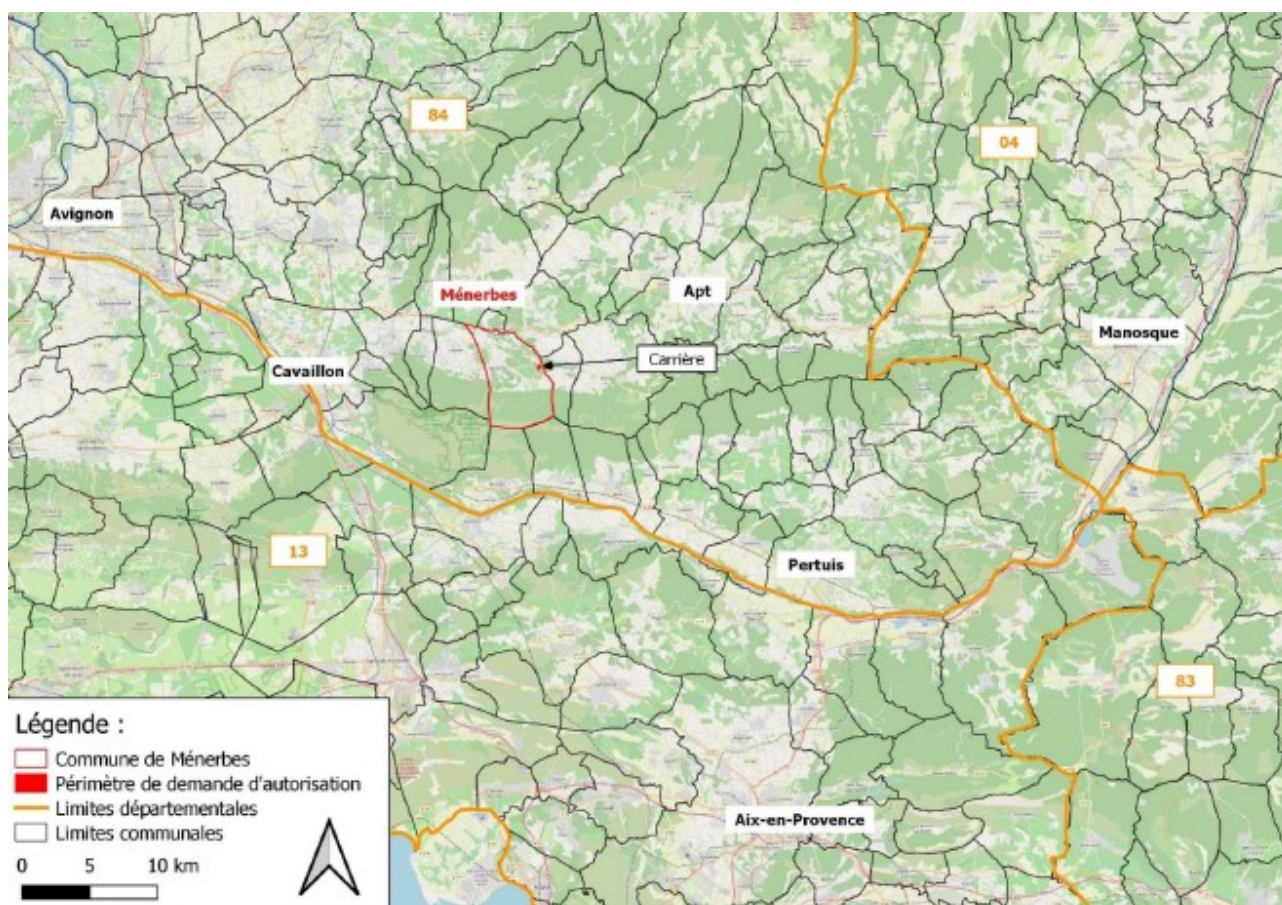 84
04
Avignon
Ménerbes
Apt
Manosque
Carrière
Cavaillon
13
Pertuis
83
Aix-en-Provence
Légende :
Commune de Ménerbes
Périmètre de demande d'autorisation
Limites départementales
Limites communales
0 5 10 km